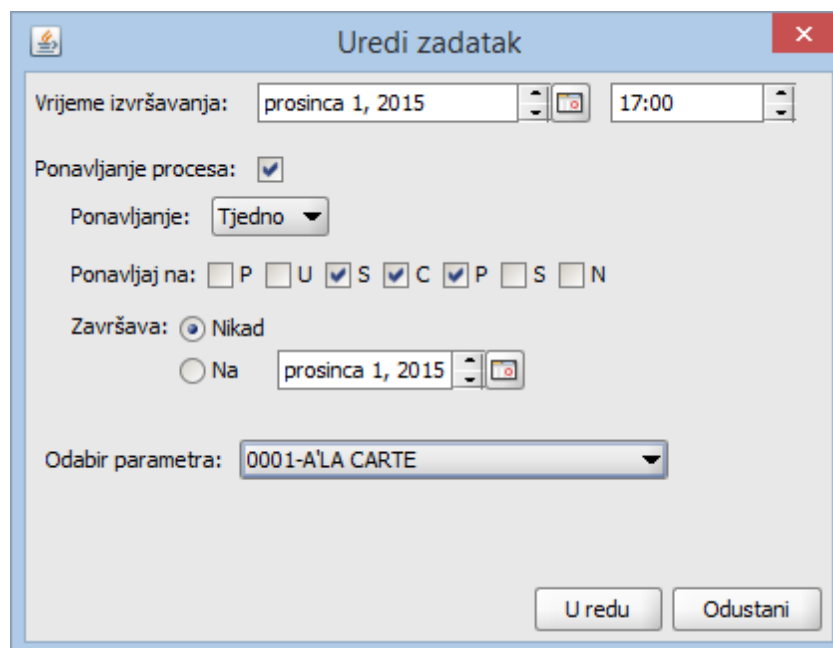 Uredi zadatak
Vrijeme izvršavanja: prosinca 1, 2015 17:00
Ponavljanje procesa:
Ponavljanje: Tjedno
Ponavljaj na: P U S C P S N
Završava: Nikad
Na prosinca 1, 2015
Odabir parametra: 0001-A'LA CARTE
U redu Odustani